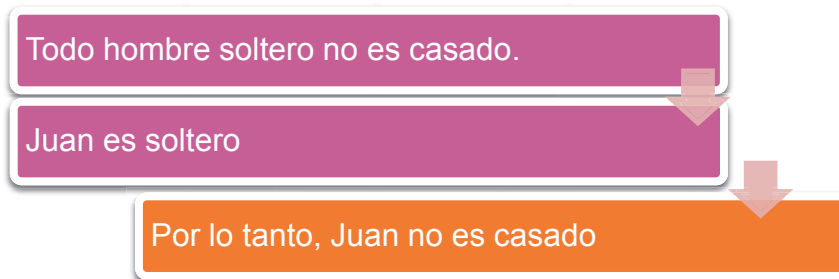 Todo hombre soltero no es casado.
Juan es soltero
Por lo tanto, Juan no es casado